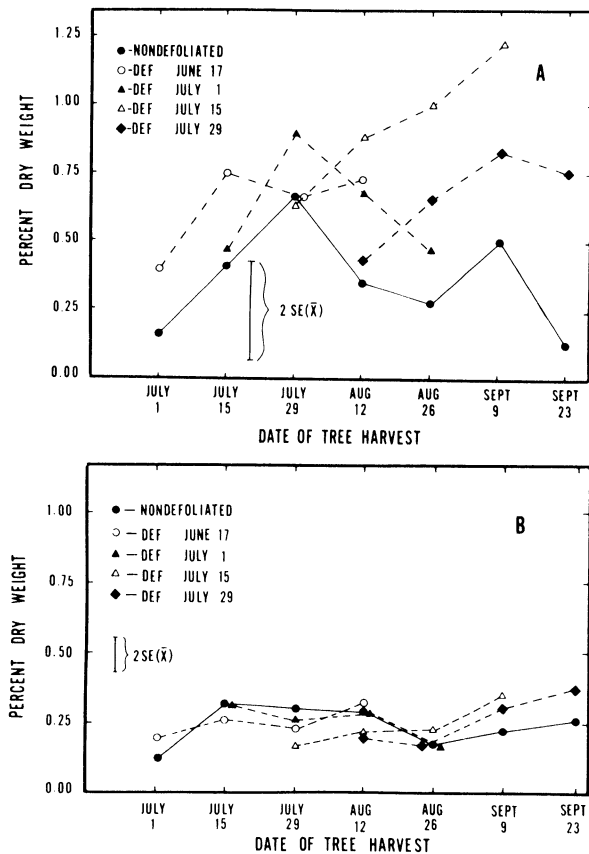 1.25
1.00
0.75
0.50
0.25
0.00
PERCENT DRY WEIGHT
-NONDEFOLIATED
-DEF JUNE 17
-DEF JULY 1
-DEF JULY 15
-DEF JULY 29
A
2 SE(X̄)
JULY 1
JULY 15
JULY 29
AUG 12
AUG 26
SEPT 9
SEPT 23
DATE OF TREE HARVEST
1.00
0.75
0.50
0.25
0.00
PERCENT DRY WEIGHT
— NONDEFOLIATED
— DEF JUNE 17
— DEF JULY 1
— DEF JULY 15
— DEF JULY 29
B
2SE(X̄)
JULY 1
JULY 15
JULY 29
AUG 12
AUG 26
SEPT 9
SEPT 23
DATE OF TREE HARVEST